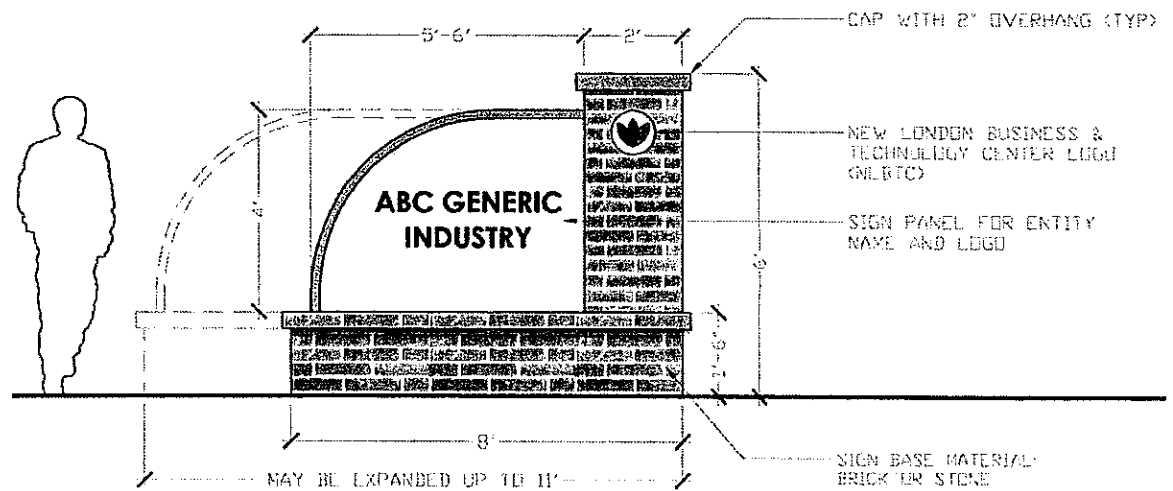 5'-6'
2'
CAP WITH 2" OVERHANG (TYP)
NEW LONDON BUSINESS &
TECHNOLOGY CENTER LOGO
(NLBTC)
4'
ABC GENERIC
INDUSTRY
SIGN PANEL FOR ENTITY
NAME AND LOGO
6'
1'-6"
8'
MAY BE EXPANDED UP TO 11'
SIGN BASE MATERIAL:
BRICK OR STONE